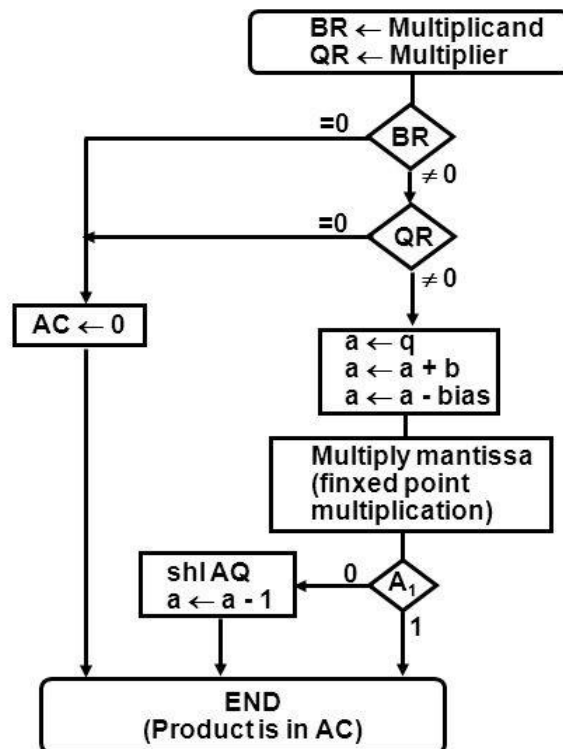 BR ← Multiplicand
QR ← Multiplier
=0
BR
≠ 0
=0
QR
≠0
AC ← 0
a ← q
a ← a + b
a ← a - bias
Multiply mantissa
(finxed point
multiplication)
shl AQ
a ← a - 1
0
A₁
1
END
(Product is in AC)